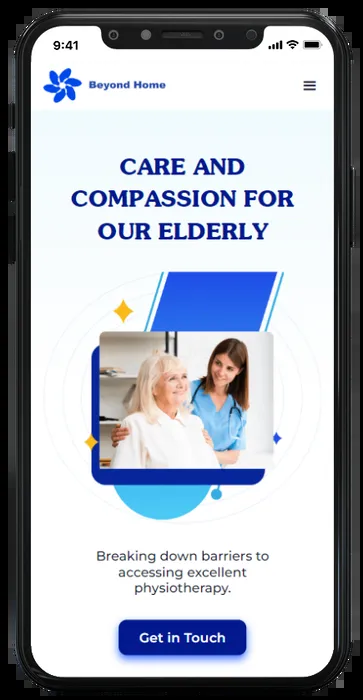 9:41
Beyond Home
CARE AND
COMPASSION FOR
OUR ELDERLY
Breaking down barriers to
accessing excellent
physiotherapy.
Get in Touch